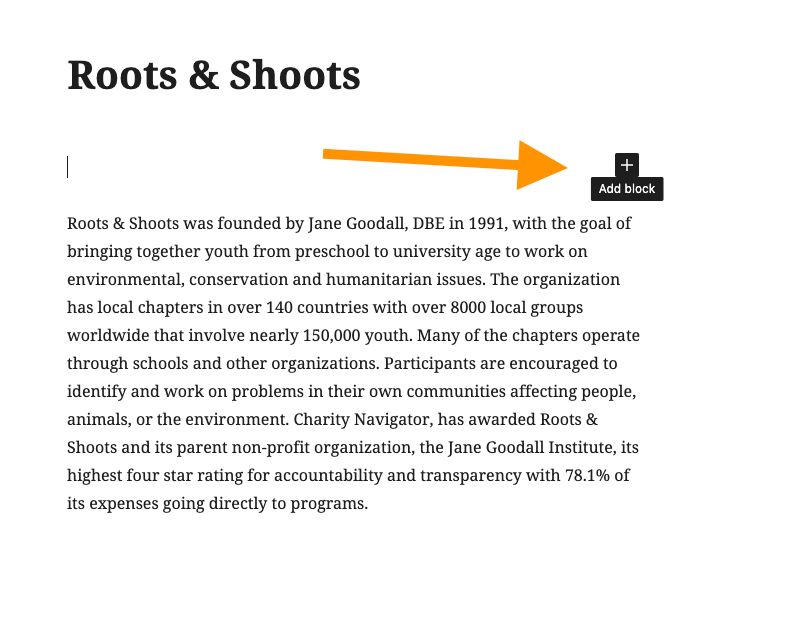 Roots & Shoots
Add block
Roots & Shoots was founded by Jane Goodall, DBE in 1991, with the goal of
bringing together youth from preschool to university age to work on
environmental, conservation and humanitarian issues. The organization
has local chapters in over 140 countries with over 8000 local groups
worldwide that involve nearly 150,000 youth. Many of the chapters operate
through schools and other organizations. Participants are encouraged to
identify and work on problems in their own communities affecting people,
animals, or the environment. Charity Navigator, has awarded Roots &
Shoots and its parent non-profit organization, the Jane Goodall Institute, its
highest four star rating for accountability and transparency with 78.1% of
its expenses going directly to programs.